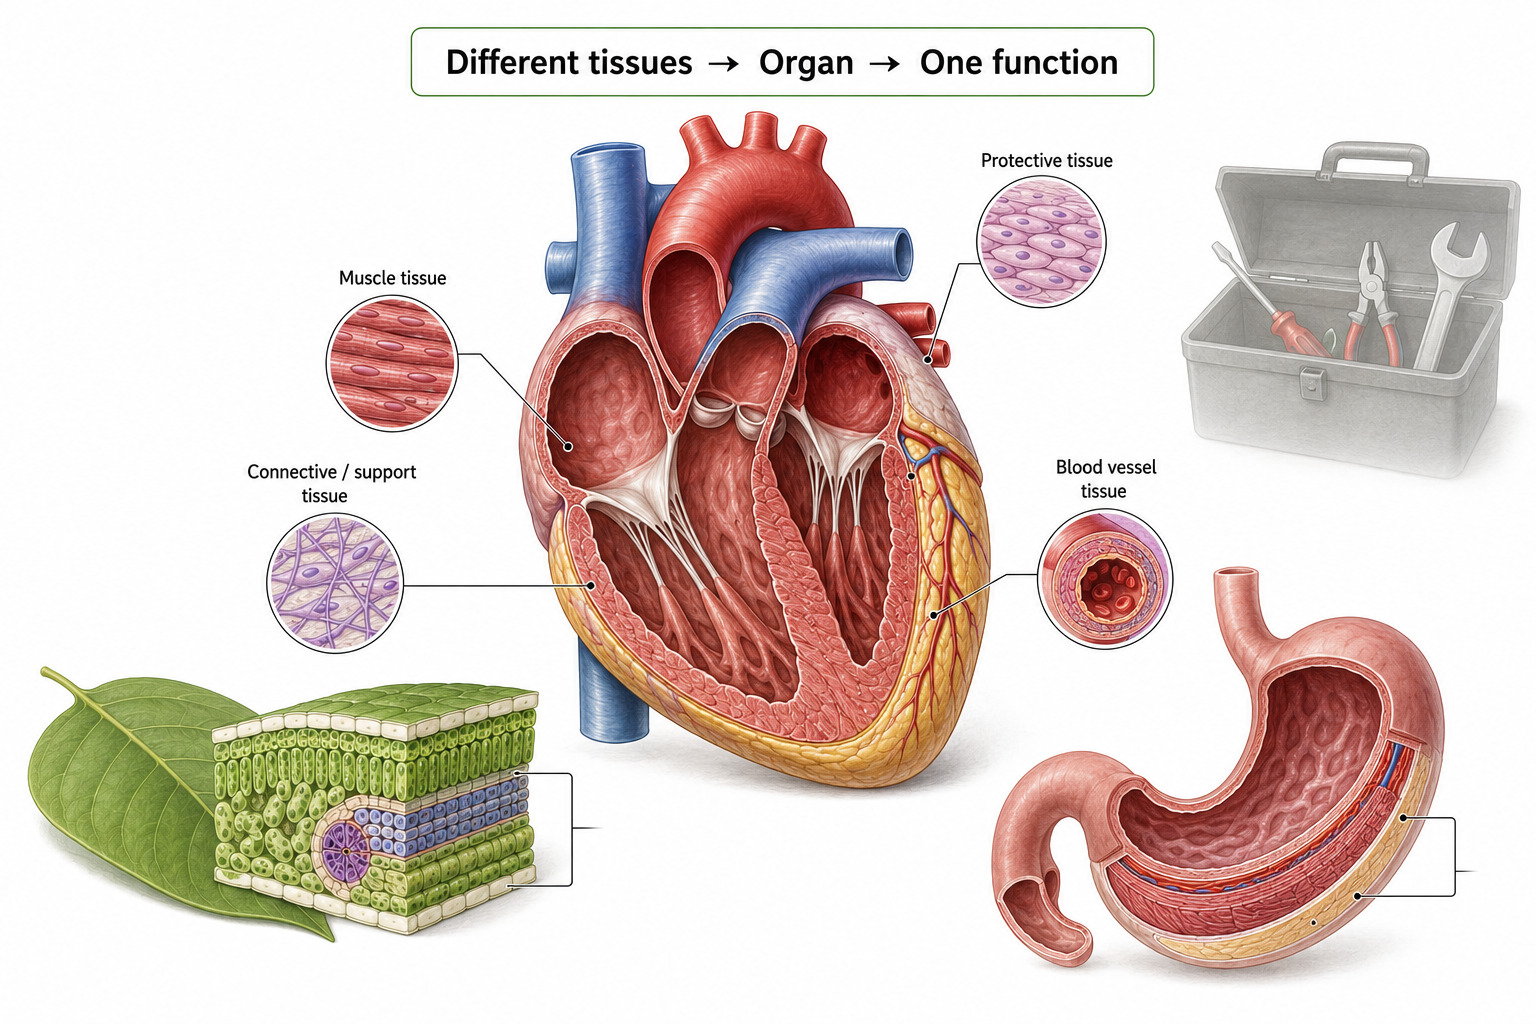 Different tissues → Organ → One function
Protective tissue
Muscle tissue
Connective / support
tissue
Blood vessel
tissue